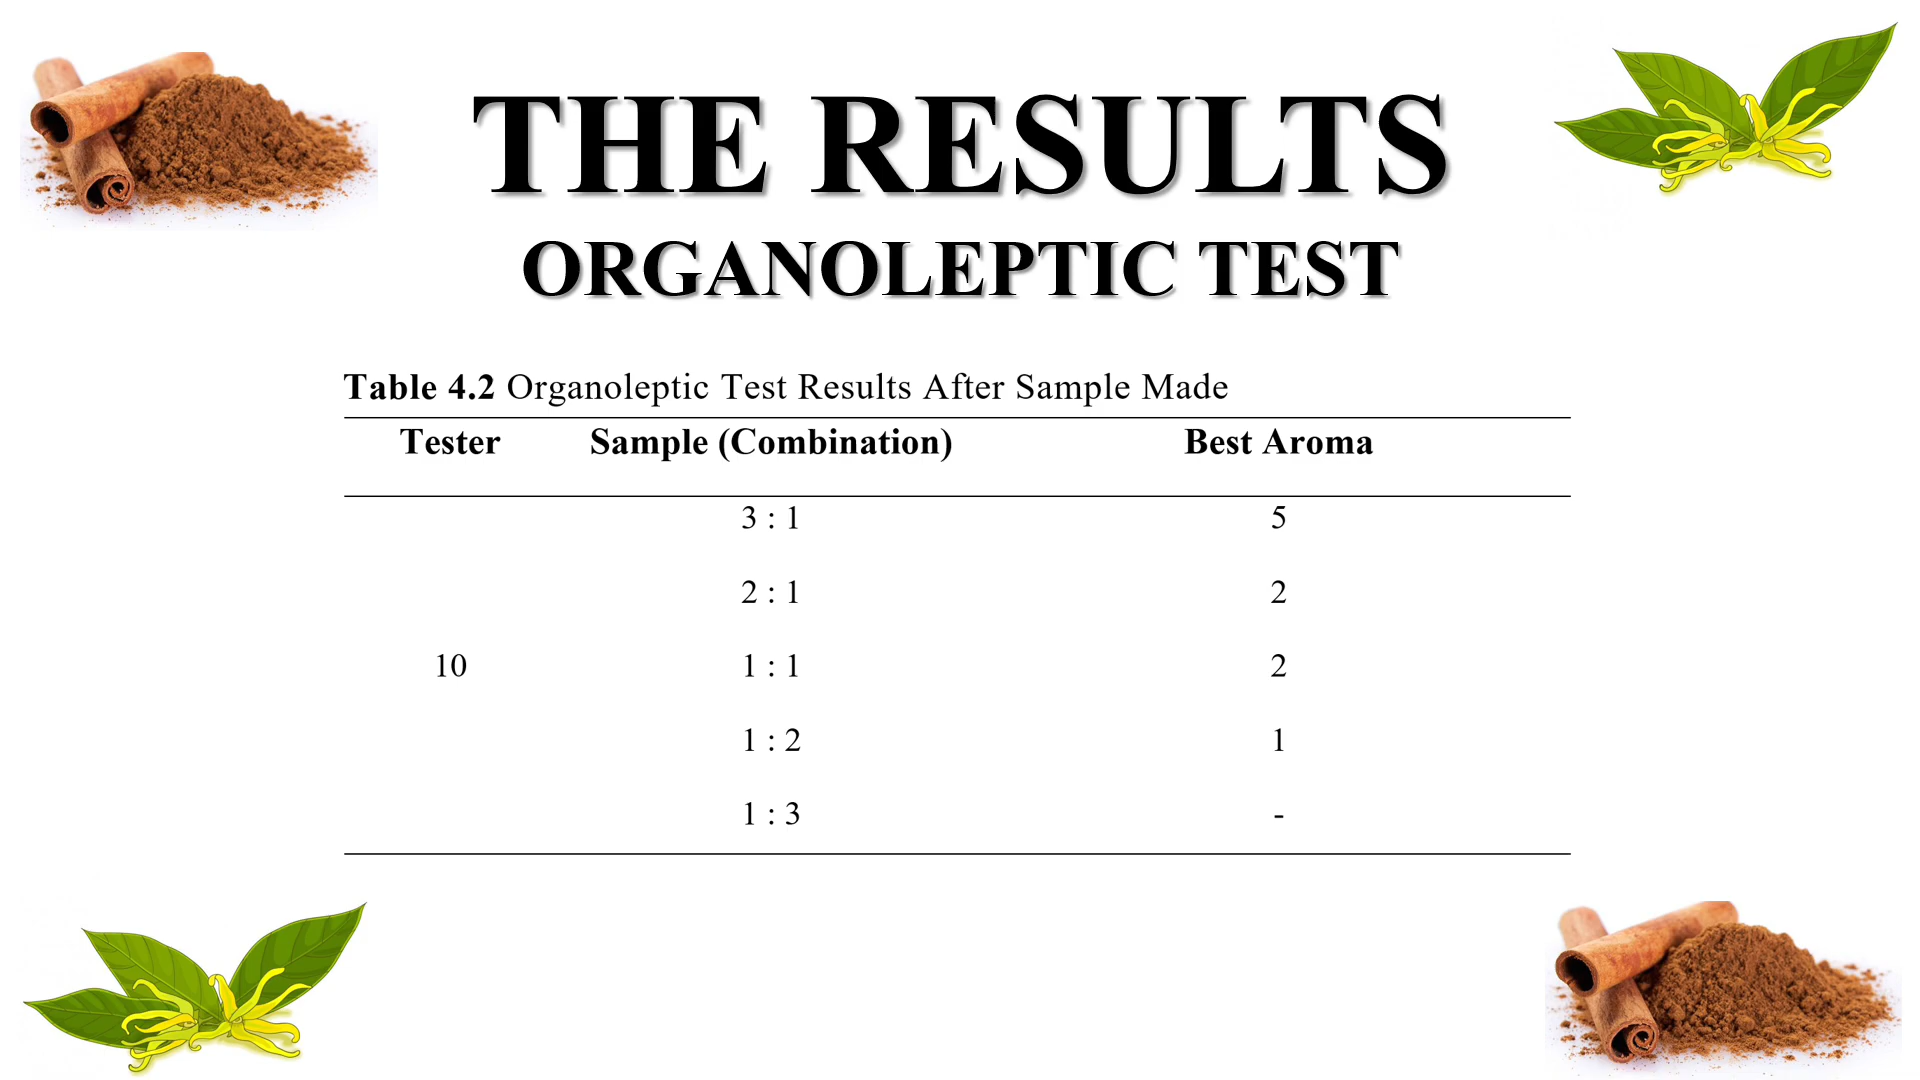 THE RESULTS
ORGANOLEPTIC TEST
Table 4.2 Organoleptic Test Results After Sample Made
Tester Sample (Combination) Best Aroma
3 : 1 5
2 : 1 2
10 1 : 1 2
1 : 2 1
1 : 3 -